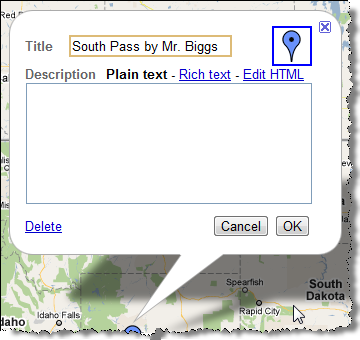 Title South Pass by Mr. Biggs
Description Plain text - Rich text - Edit HTML
Delete Cancel OK
Spearfish
South
Dakota
Rapid City
Idaho Falls
daho